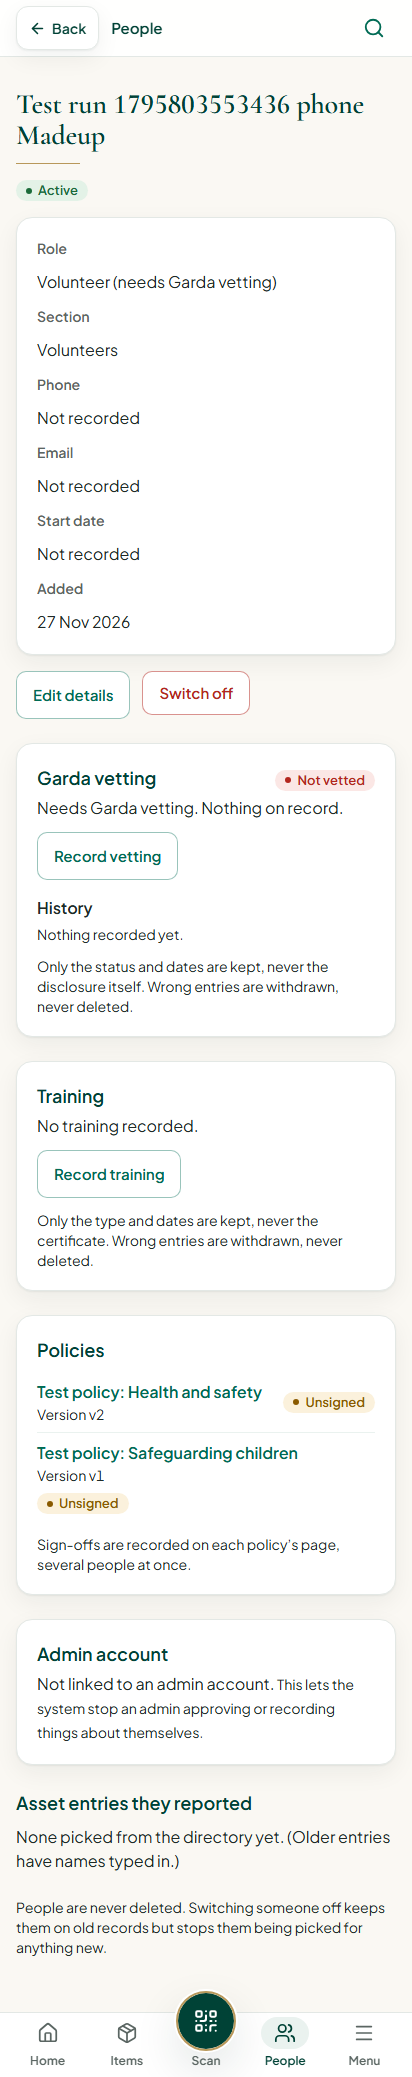 Back People
Test run 1795803553436 phone
Madeup
Active
Role
Volunteer (needs Garda vetting)
Section
Volunteers
Phone
Not recorded
Email
Not recorded
Start date
Not recorded
Added
27 Nov 2026
Edit details Switch off
Garda vetting Not vetted
Needs Garda vetting. Nothing on record.
Record vetting
History
Nothing recorded yet.
Only the status and dates are kept, never the
disclosure itself. Wrong entries are withdrawn,
never deleted.
Training
No training recorded.
Record training
Only the type and dates are kept, never the
certificate. Wrong entries are withdrawn, never
deleted.
Policies
Test policy: Health and safety Unsigned
Version v2
Test policy: Safeguarding children
Version v1
Unsigned
Sign-offs are recorded on each policy’s page,
several people at once.
Admin account
Not linked to an admin account. This lets the
system stop an admin approving or recording
things about themselves.
Asset entries they reported
None picked from the directory yet. (Older entries
have names typed in.)
People are never deleted. Switching someone off keeps
them on old records but stops them being picked for
anything new.
Home Items Scan People Menu